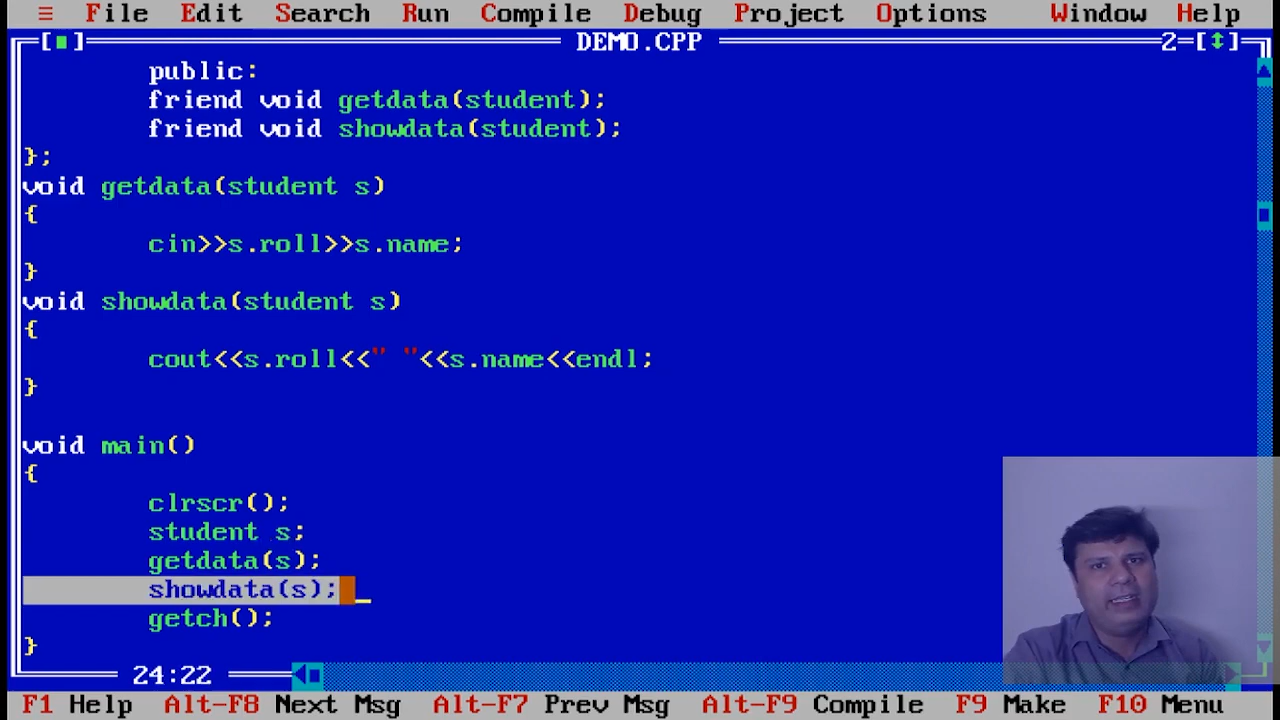 ≡ File Edit Search Run Compile Debug Project Options Window Help
[■] DEMO.CPP 2=[↕]
public:
friend void getdata(student);
friend void showdata(student);
};
void getdata(student s)
{
cin>>s.roll>>s.name;
}
void showdata(student s)
{
cout<<s.roll<<" "<<s.name<<endl;
}
void main()
{
clrscr();
student s;
getdata(s);
showdata(s);
getch();
}
24:22
F1 Help Alt-F8 Next Msg Alt-F7 Prev Msg Alt-F9 Compile F9 Make F10 Menu